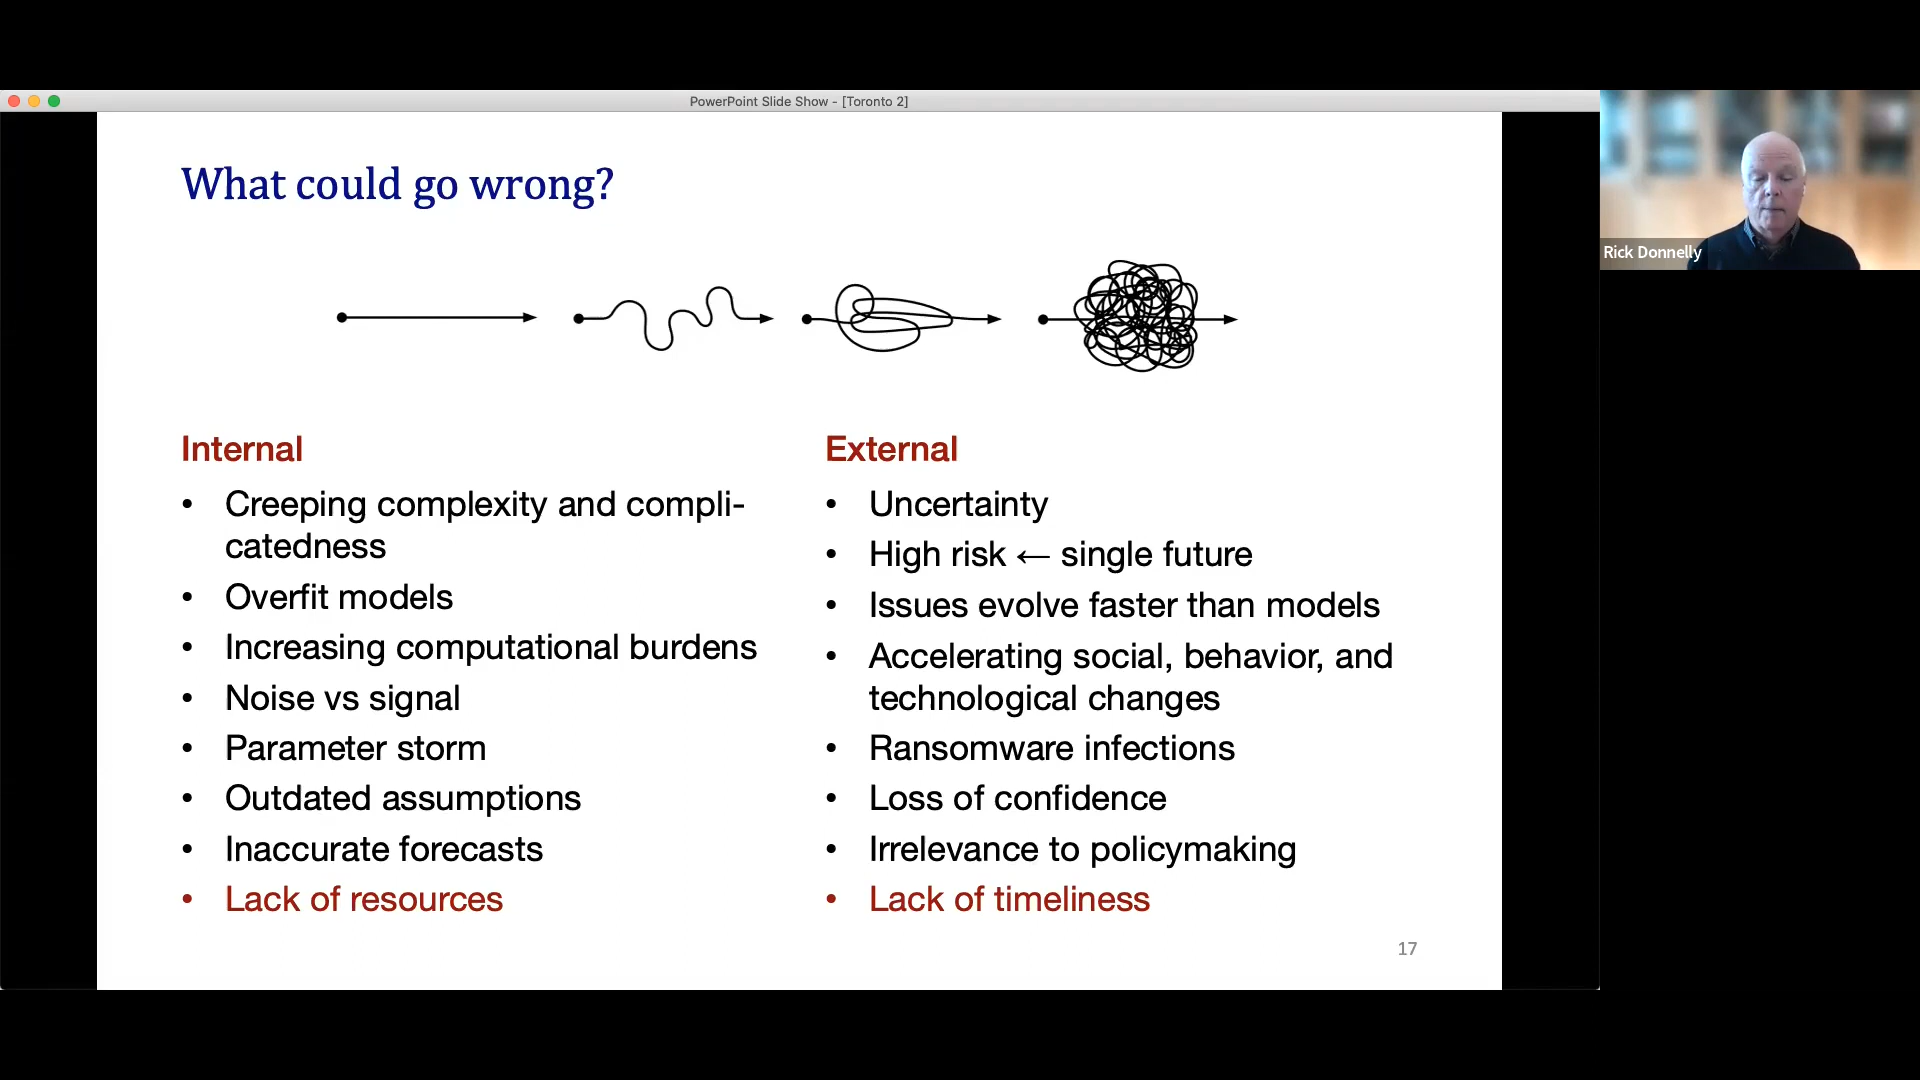 PowerPoint Slide Show - [Toronto 2]
What could go wrong?
Internal
• Creeping complexity and compli-
catedness
• Overfit models
• Increasing computational burdens
• Noise vs signal
• Parameter storm
• Outdated assumptions
• Inaccurate forecasts
• Lack of resources
External
• Uncertainty
• High risk ← single future
• Issues evolve faster than models
• Accelerating social, behavior, and
technological changes
• Ransomware infections
• Loss of confidence
• Irrelevance to policymaking
• Lack of timeliness
17
Rick Donnelly